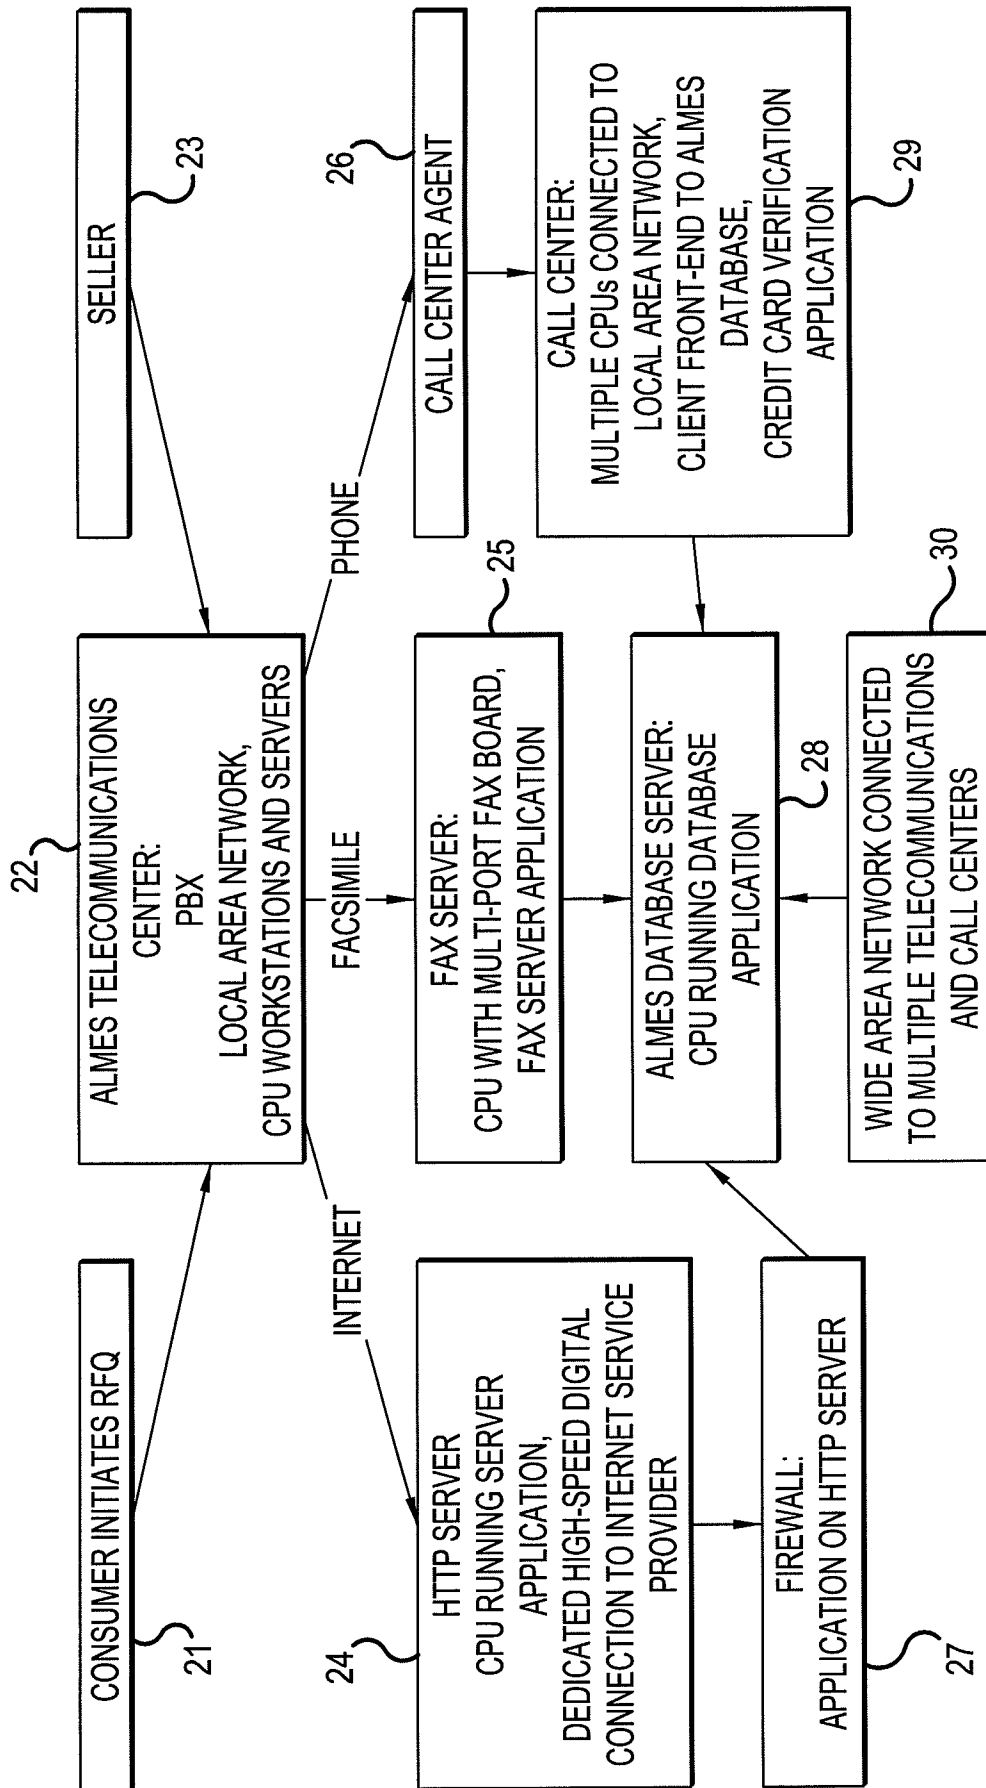 CONSUMER INITIATES RFQ
21
22
ALMES TELECOMMUNICATIONS
CENTER:
PBX
LOCAL AREA NETWORK,
CPU WORKSTATIONS AND SERVERS
SELLER
23
INTERNET
FACSIMILE
PHONE
24
HTTP SERVER
CPU RUNNING SERVER
APPLICATION,
DEDICATED HIGH-SPEED DIGITAL
CONNECTION TO INTERNET SERVICE
PROVIDER
FAX SERVER:
CPU WITH MULTI-PORT FAX BOARD,
FAX SERVER APPLICATION
25
CALL CENTER AGENT
26
CALL CENTER:
MULTIPLE CPUs CONNECTED TO
LOCAL AREA NETWORK,
CLIENT FRONT-END TO ALMES
DATABASE,
CREDIT CARD VERIFICATION
APPLICATION
29
FIREWALL:
APPLICATION ON HTTP SERVER
27
ALMES DATABASE SERVER:
CPU RUNNING DATABASE
APPLICATION
28
WIDE AREA NETWORK CONNECTED
TO MULTIPLE TELECOMMUNICATIONS
AND CALL CENTERS
30